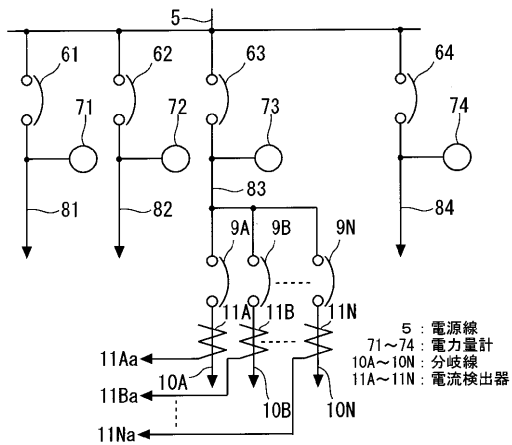 5
61
62
63
64
71
72
73
74
81
82
83
84
9A
9B
9N
11A
11B
11N
11Aa
10A
11Ba
10B
10N
11Na
5：電源線
71～74：電力量計
10A～10N：分岐線
11A～11N：電流検出器